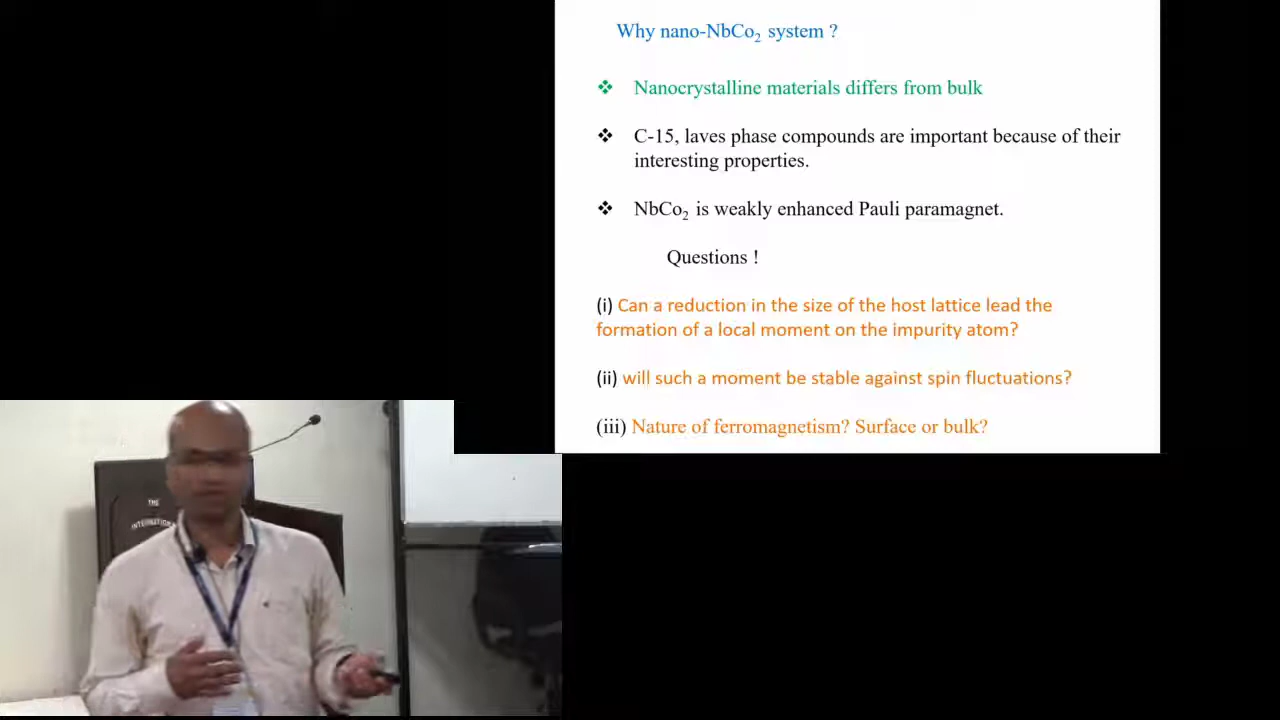 Why nano-NbCo₂ system ?
❖ Nanocrystalline materials differs from bulk
❖ C-15, laves phase compounds are important because of their
interesting properties.
❖ NbCo₂ is weakly enhanced Pauli paramagnet.
Questions !
(i) Can a reduction in the size of the host lattice lead the
formation of a local moment on the impurity atom?
(ii) will such a moment be stable against spin fluctuations?
(iii) Nature of ferromagnetism? Surface or bulk?
THE